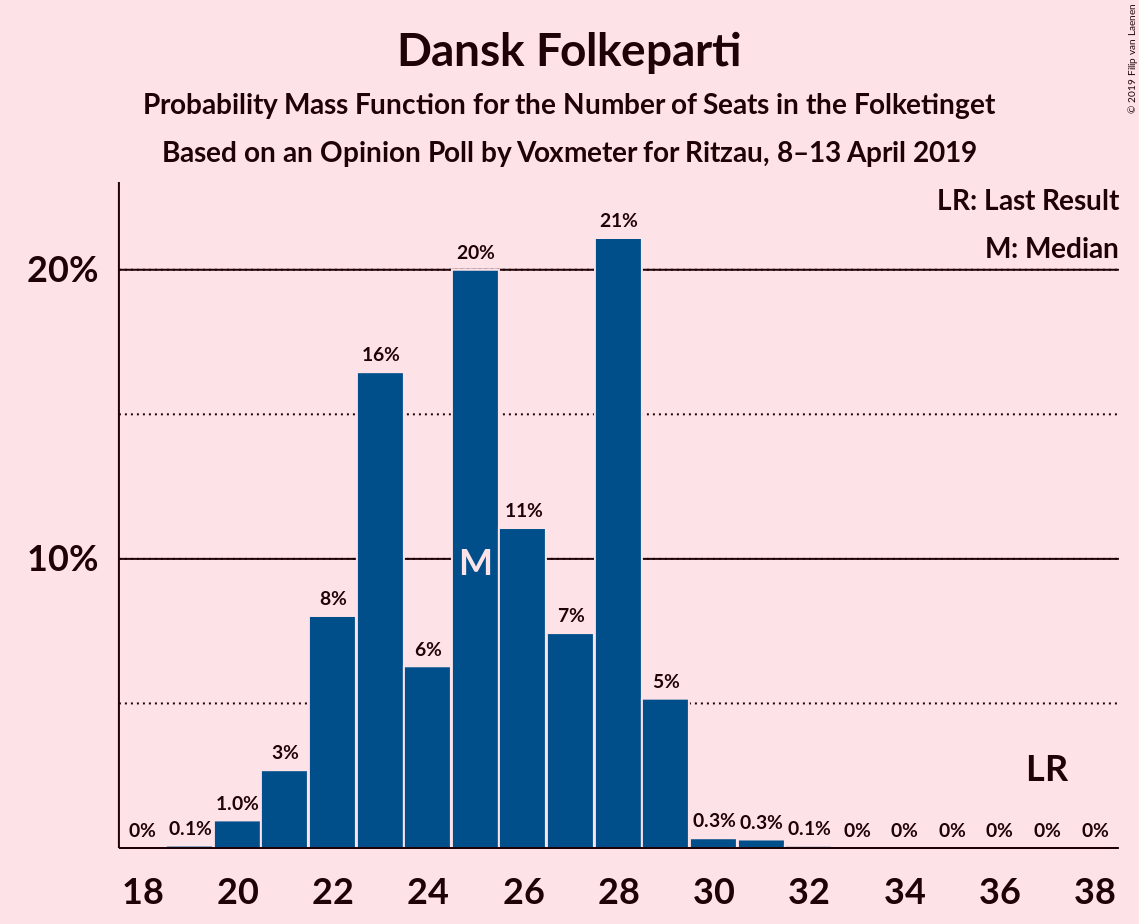 Dansk Folkeparti
Probability Mass Function for the Number of Seats in the Folketinget
Based on an Opinion Poll by Voxmeter for Ritzau, 8–13 April 2019
© 2019 Filip van Laenen
LR: Last Result
M: Median
20%
10%
0%
0.1%
1.0%
3%
8%
16%
6%
20%
11%
7%
21%
5%
0.3%
0.3%
0.1%
0%
0%
0%
0%
0%
0%
M
LR
18 20 22 24 26 28 30 32 34 36 38